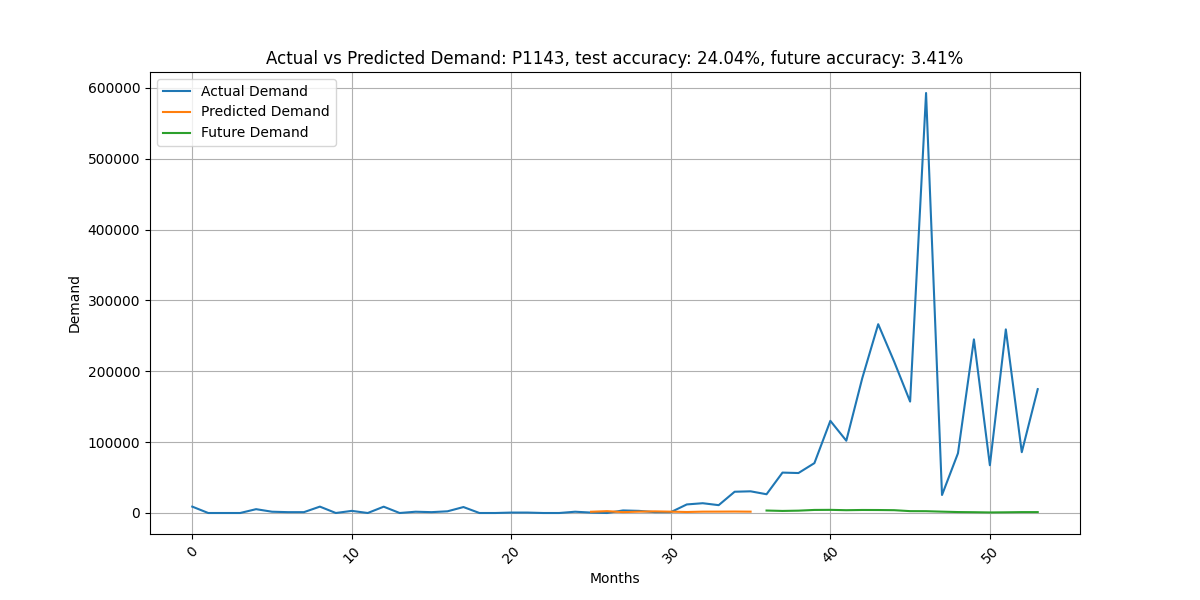 Actual vs Predicted Demand: P1143, test accuracy: 24.04%, future accuracy: 3.41%
Actual Demand
Predicted Demand
Future Demand
600000
500000
400000
300000
200000
100000
0
Demand
0
10
20
30
40
50
Months